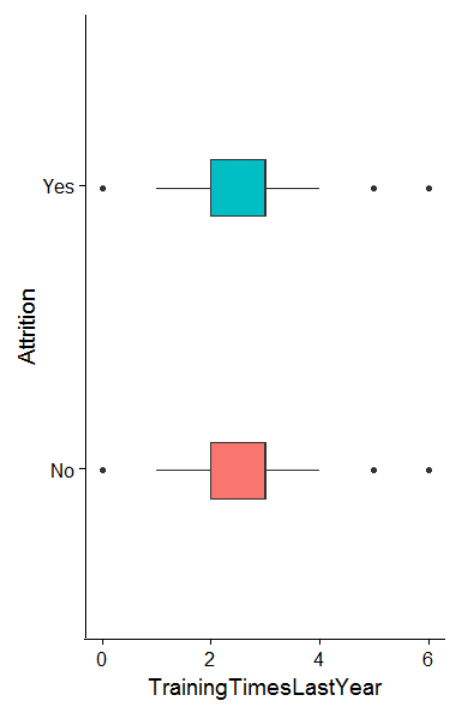 Yes
Attrition
No
0 2 4 6
TrainingTimesLastYear